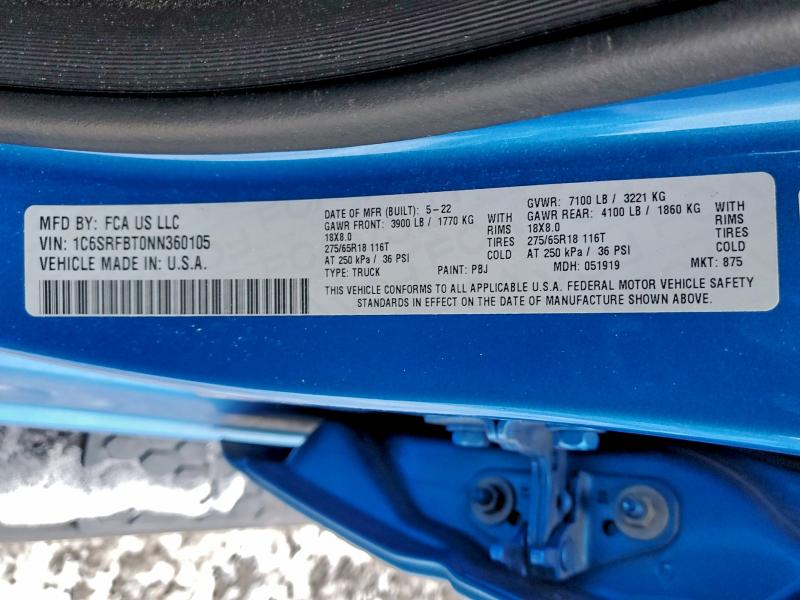 MFD BY: FCA US LLC
VIN: 1C6SRFBT0NN360105
VEHICLE MADE IN: U.S.A.
DATE OF MFR (BUILT): 5-22
GAWR FRONT: 3900 LB / 1770 KG WITH
18X8.0 RIMS
275/65R18 116T TIRES
AT 250 kPa / 36 PSI COLD
TYPE: TRUCK PAINT: PBJ
GVWR: 7100 LB / 3221 KG
GAWR REAR: 4100 LB / 1860 KG WITH
18X8.0 RIMS
275/65R18 116T TIRES
AT 250 kPa / 36 PSI COLD
MDH: 051919 MKT: 875
THIS VEHICLE CONFORMS TO ALL APPLICABLE U.S.A. FEDERAL MOTOR VEHICLE SAFETY
STANDARDS IN EFFECT ON THE DATE OF MANUFACTURE SHOWN ABOVE.